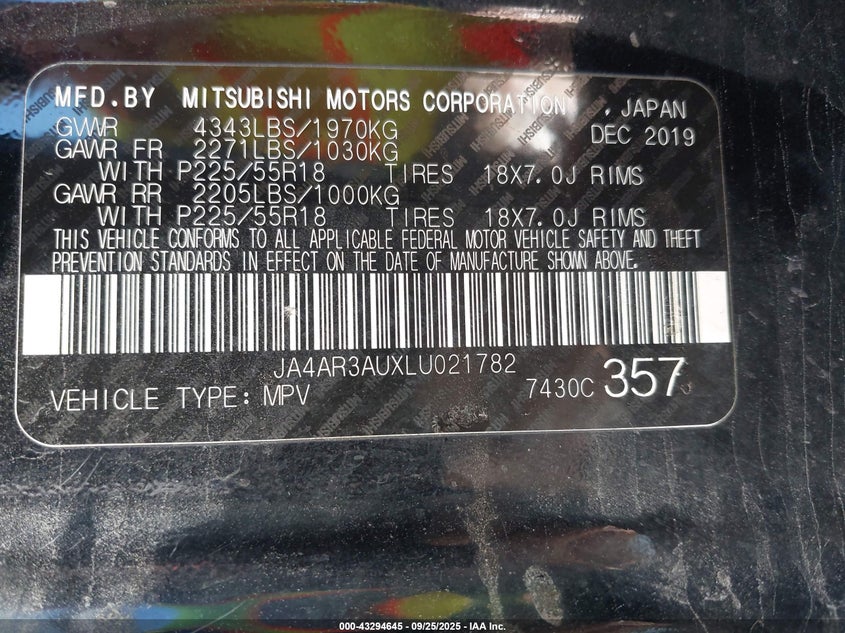 MFD.BY MITSUBISHI MOTORS CORPORATION , JAPAN
GVWR 4343LBS/1970KG DEC 2019
GAWR FR 2271LBS/1030KG
WITH P225/55R18 TIRES 18X7.0J RIMS
GAWR RR 2205LBS/1000KG
WITH P225/55R18 TIRES 18X7.0J RIMS
THIS VEHICLE CONFORMS TO ALL APPLICABLE FEDERAL MOTOR VEHICLE SAFETY AND THEFT
PREVENTION STANDARDS IN EFFECT ON THE DATE OF MANUFACTURE SHOWN ABOVE.
JA4AR3AUXLU021782
VEHICLE TYPE: MPV 7430C 357
000-43294645 - 09/25/2025 - IAA Inc.